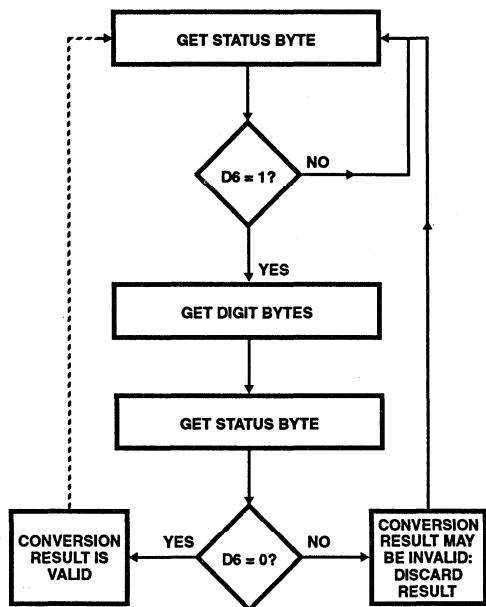 GET STATUS BYTE
D6 = 1?
NO
YES
GET DIGIT BYTES
GET STATUS BYTE
D6 = 0?
YES
NO
CONVERSION
RESULT IS
VALID
CONVERSION
RESULT MAY
BE INVALID:
DISCARD
RESULT